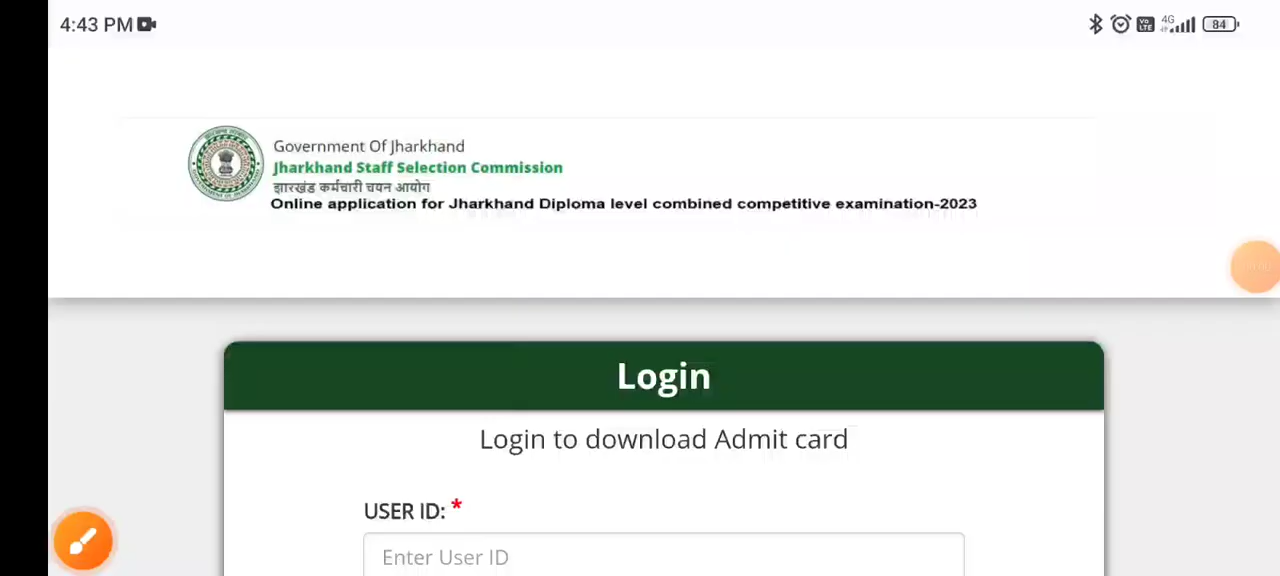 4:43 PM
4G
84
Government Of Jharkhand
Jharkhand Staff Selection Commission
झारखंड कर्मचारी चयन आयोग
Online application for Jharkhand Diploma level combined competitive examination-2023
Login
Login to download Admit card
USER ID: *
Enter User ID